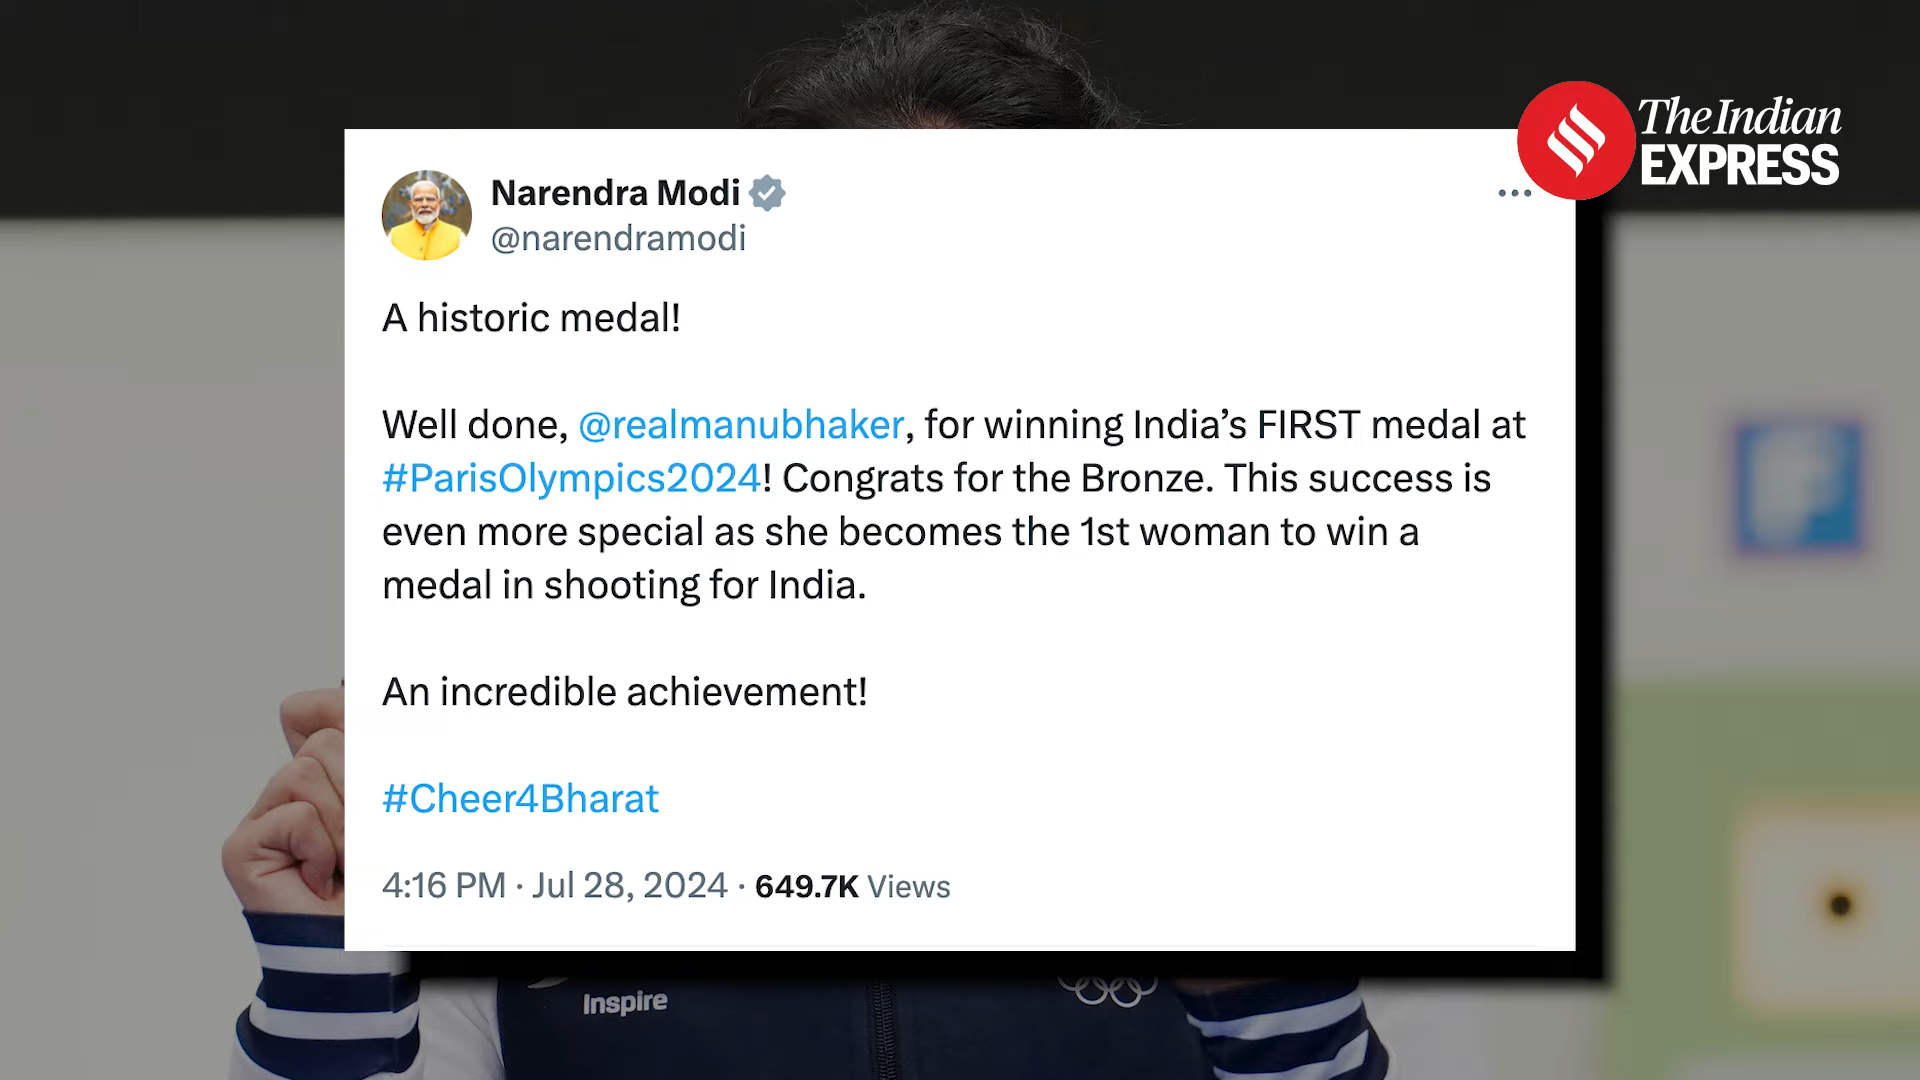 The Indian
EXPRESS
Narendra Modi
@narendramodi
A historic medal!
Well done, @realmanubhaker, for winning India’s FIRST medal at
#ParisOlympics2024! Congrats for the Bronze. This success is
even more special as she becomes the 1st woman to win a
medal in shooting for India.
An incredible achievement!
#Cheer4Bharat
4:16 PM · Jul 28, 2024 · 649.7K Views
Inspire